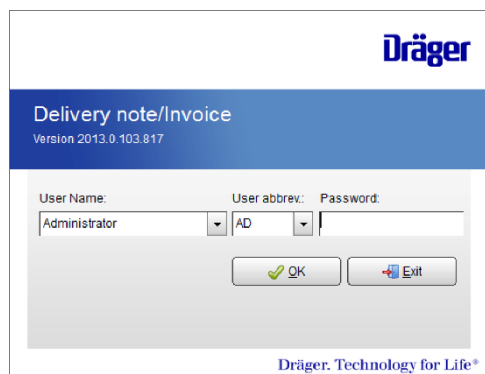 Dräger
Delivery note/Invoice
Version 2013.0.103.817
User Name: User abbrev.: Password:
Administrator AD
OK Exit
Dräger. Technology for Life®